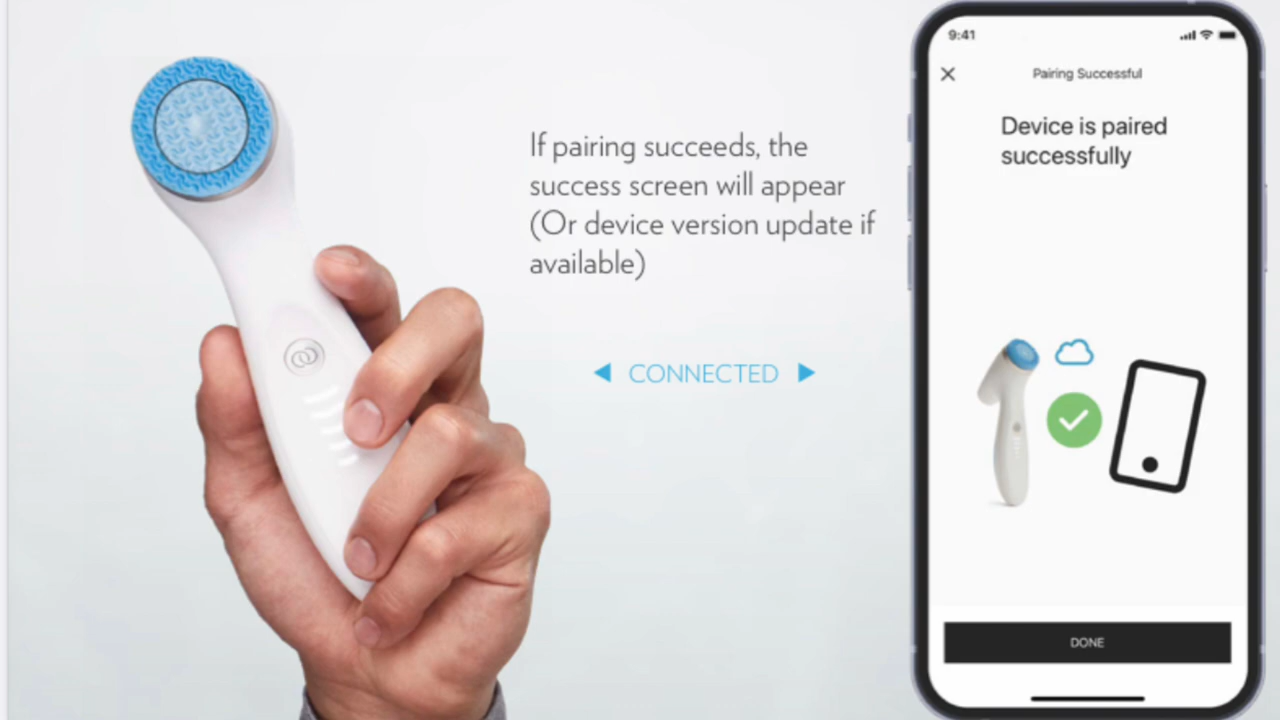 If pairing succeeds, the
success screen will appear
(Or device version update if
available)
CONNECTED
9:41
Pairing Successful
Device is paired
successfully
DONE